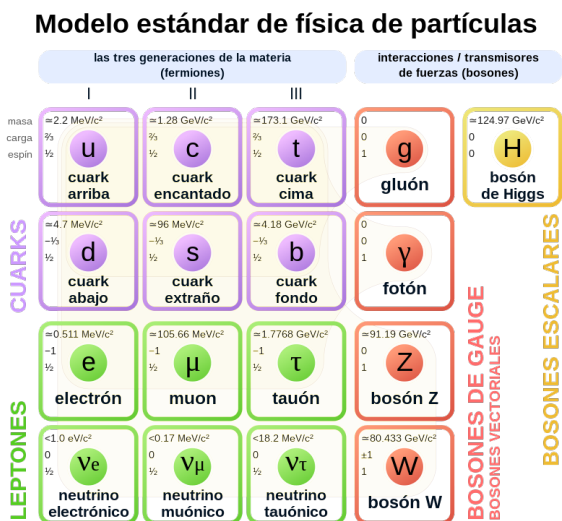 Modelo estándar de física de partículas
las tres generaciones de la materia
(fermiones)
interacciones / transmisores
de fuerzas (bosones)
I II III
masa
carga
espín
≃2.2 MeV/c²
⅔
½
u
cuark
arriba
≃1.28 GeV/c²
⅔
½
c
cuark
encantado
≃173.1 GeV/c²
⅔
½
t
cuark
cima
0
0
1
g
gluón
≃124.97 GeV/c²
0
0
H
bosón
de Higgs
CUARKS
≃4.7 MeV/c²
−⅓
½
d
cuark
abajo
≃96 MeV/c²
−⅓
½
s
cuark
extraño
≃4.18 GeV/c²
−⅓
½
b
cuark
fondo
0
0
1
γ
fotón
BOSONES ESCALARES
≃0.511 MeV/c²
−1
½
e
electrón
≃105.66 MeV/c²
−1
½
μ
muon
≃1.7768 GeV/c²
−1
½
τ
tauón
≃91.19 GeV/c²
0
1
Z
bosón Z
BOSONES DE GAUGE
BOSONES VECTORIALES
LEPTONES
<1.0 eV/c²
0
½
νe
neutrino
electrónico
<0.17 MeV/c²
0
½
νμ
neutrino
muónico
<18.2 MeV/c²
0
½
ντ
neutrino
tauónico
≃80.433 GeV/c²
±1
1
W
bosón W